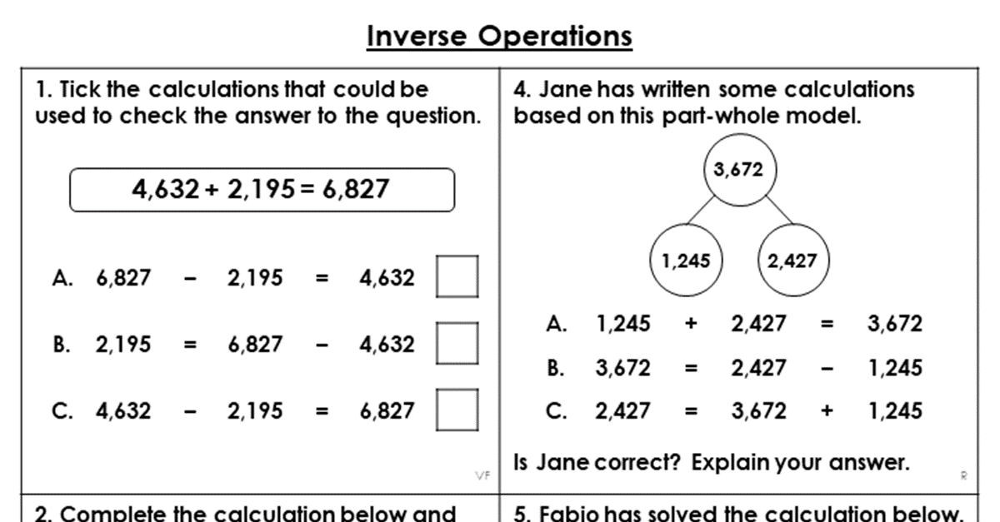 Inverse Operations
1. Tick the calculations that could be
used to check the answer to the question.
4,632 + 2,195 = 6,827
A. 6,827 – 2,195 = 4,632
B. 2,195 = 6,827 – 4,632
C. 4,632 – 2,195 = 6,827
VF
2. Complete the calculation below and
4. Jane has written some calculations
based on this part-whole model.
3,672
1,245 2,427
A. 1,245 + 2,427 = 3,672
B. 3,672 = 2,427 – 1,245
C. 2,427 = 3,672 + 1,245
Is Jane correct? Explain your answer.
R
5. Fabio has solved the calculation below.